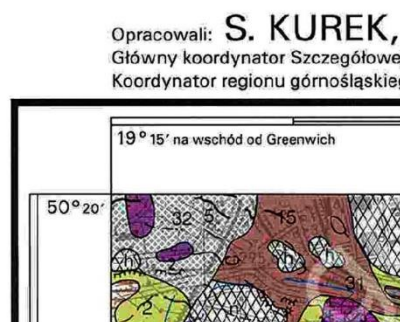 Opracowali: S. KUREK,
Główny koordynator Szczegółowe
Koordynator regionu górnośląskie
19° 15′ na wschód od Greenwich
50° 20′
32 5 15
h h h
31
2 n